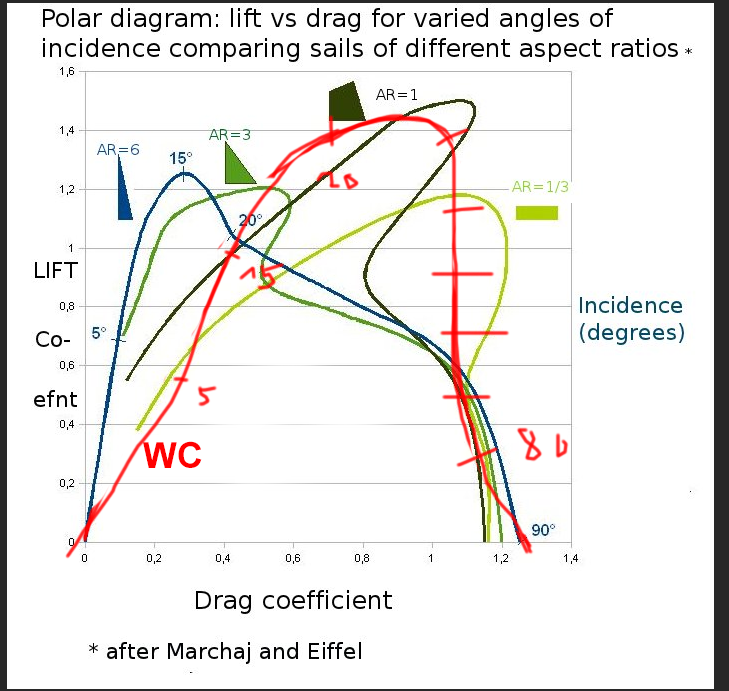 Polar diagram: lift vs drag for varied angles of
incidence comparing sails of different aspect ratios *
1,6
AR=1
1,4
AR=3
AR=6
15°
1,2
AR=1/3
20°
1
15
LIFT
0,8
Incidence
(degrees)
5°
Co-
0,6
5
efnt
0,4
WC
0,2
90°
0
0
0,2
0,4
0,6
0,8
1
1,2
1,4
Drag coefficient
* after Marchaj and Eiffel